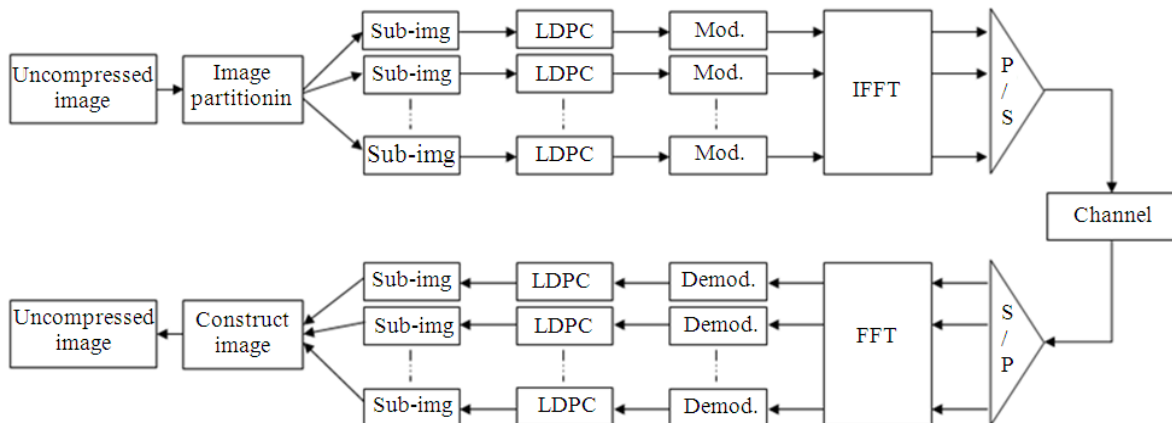 Uncompressed
image
Image
partitionin
Sub-img
LDPC
Mod.
Sub-img
LDPC
Mod.
Sub-img
LDPC
Mod.
IFFT
P
/
S
Channel
Uncompressed
image
Construct
image
Sub-img
LDPC
Demod.
Sub-img
LDPC
Demod.
Sub-img
LDPC
Demod.
FFT
S
/
P